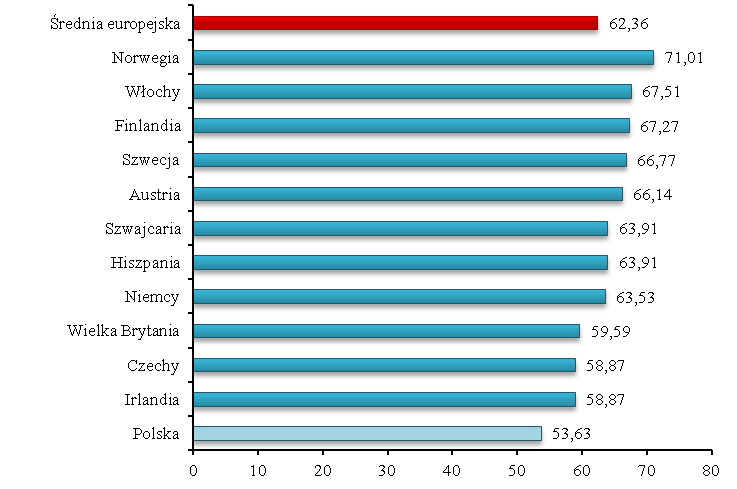 Średnia europejska 62,36
Norwegia 71,01
Włochy 67,51
Finlandia 67,27
Szwecja 66,77
Austria 66,14
Szwajcaria 63,91
Hiszpania 63,91
Niemcy 63,53
Wielka Brytania 59,59
Czechy 58,87
Irlandia 58,87
Polska 53,63
0 10 20 30 40 50 60 70 80